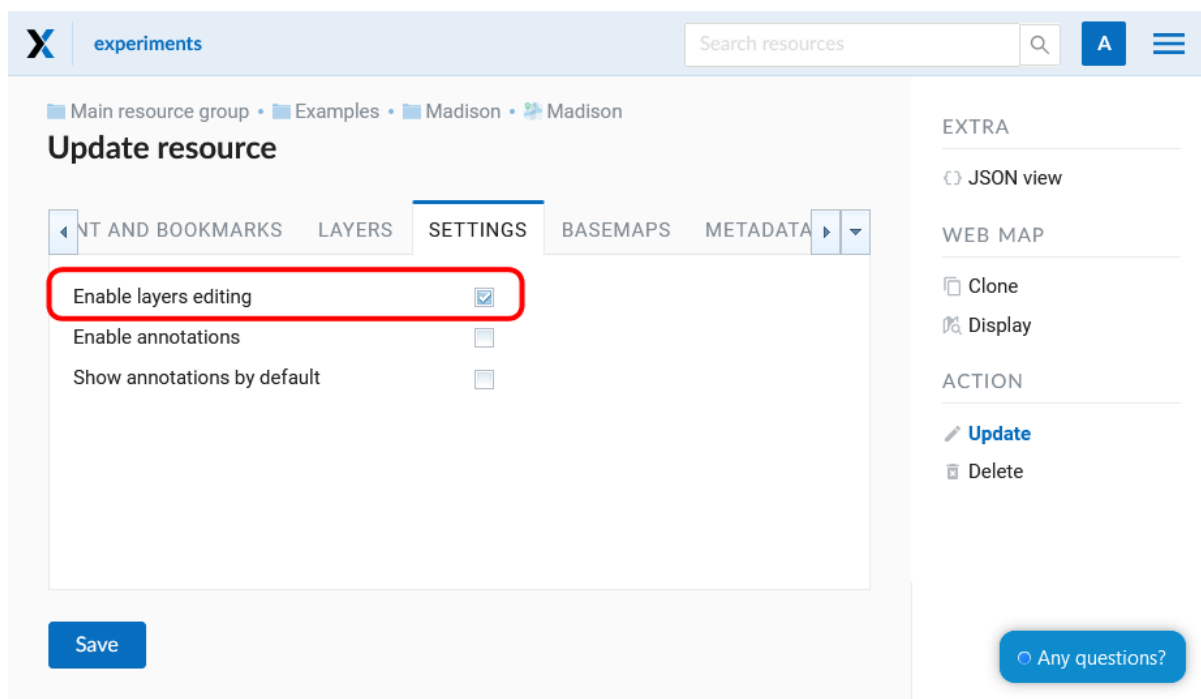 experiments
Search resources
A
Main resource group • Examples • Madison • Madison
Update resource
NT AND BOOKMARKS LAYERS SETTINGS BASEMAPS METADATA
Enable layers editing
Enable annotations
Show annotations by default
Save
EXTRA
{} JSON view
WEB MAP
Clone
Display
ACTION
Update
Delete
Any questions?